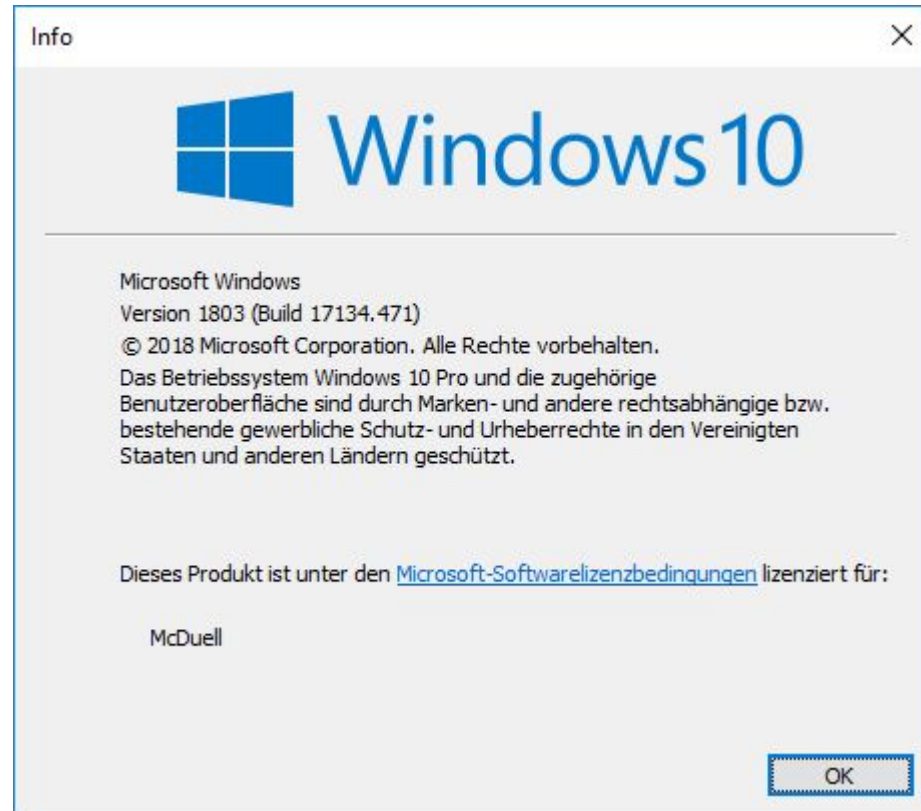 Info
Windows 10
Microsoft Windows
Version 1803 (Build 17134.471)
© 2018 Microsoft Corporation. Alle Rechte vorbehalten.
Das Betriebssystem Windows 10 Pro und die zugehörige
Benutzeroberfläche sind durch Marken- und andere rechtsabhängige bzw.
bestehende gewerbliche Schutz- und Urheberrechte in den Vereinigten
Staaten und anderen Ländern geschützt.
Dieses Produkt ist unter den Microsoft-Softwarelizenzbedingungen lizenziert für:
McDuell
OK